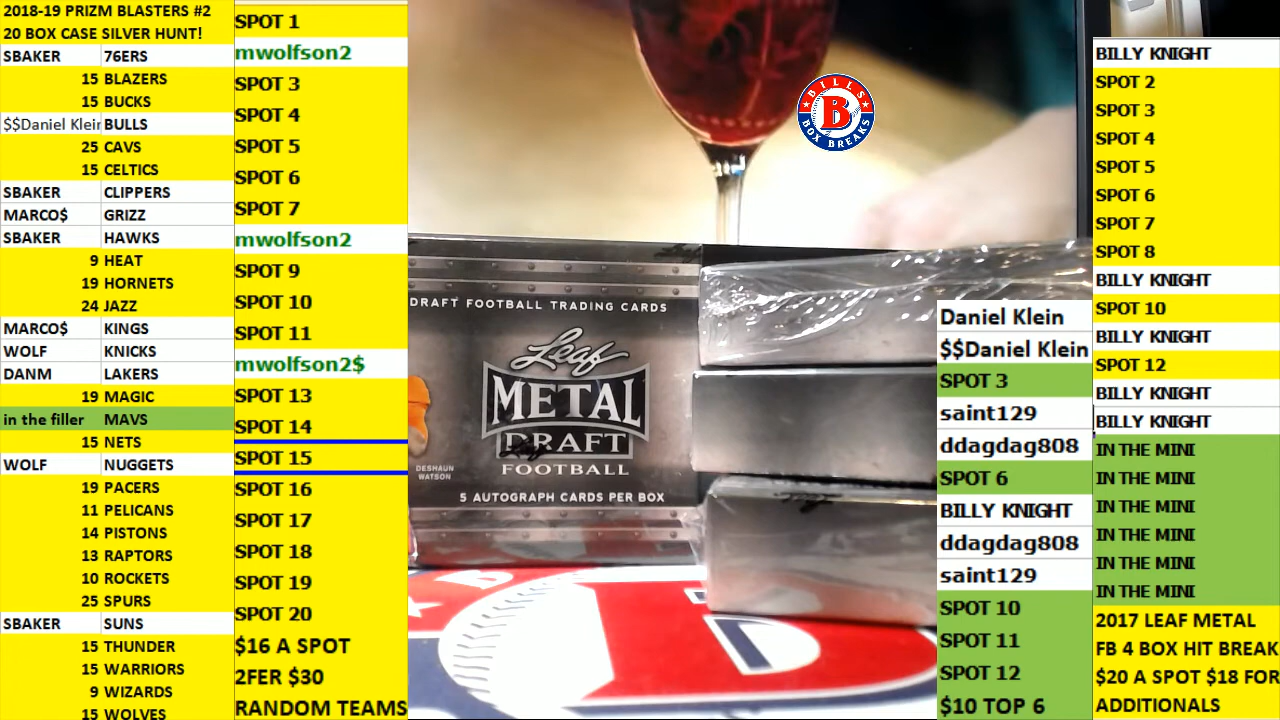 2018-19 PRIZM BLASTERS #2
20 BOX CASE SILVER HUNT!
SBAKER 76ERS
15 BLAZERS
15 BUCKS
$$Daniel Klein BULLS
25 CAVS
15 CELTICS
SBAKER CLIPPERS
MARCO$ GRIZZ
SBAKER HAWKS
9 HEAT
19 HORNETS
24 JAZZ
MARCO$ KINGS
WOLF KNICKS
DANM LAKERS
19 MAGIC
in the filler MAVS
15 NETS
WOLF NUGGETS
19 PACERS
11 PELICANS
14 PISTONS
13 RAPTORS
10 ROCKETS
25 SPURS
SBAKER SUNS
15 THUNDER
15 WARRIORS
9 WIZARDS
15 WOLVES
SPOT 1
mwolfson2
SPOT 3
SPOT 4
SPOT 5
SPOT 6
SPOT 7
mwolfson2
SPOT 9
SPOT 10
SPOT 11
mwolfson2$
SPOT 13
SPOT 14
SPOT 15
SPOT 16
SPOT 17
SPOT 18
SPOT 19
SPOT 20
$16 A SPOT
2FER $30
RANDOM TEAMS
BILLS
B
BOX BREAKS
DRAFT FOOTBALL TRADING CARDS
Leaf
METAL
DRAFT
FOOTBALL
DESHAUN
WATSON
5 AUTOGRAPH CARDS PER BOX
Daniel Klein
$$Daniel Klein
SPOT 3
saint129
ddagdag808
SPOT 6
BILLY KNIGHT
ddagdag808
saint129
SPOT 10
SPOT 11
SPOT 12
$10 TOP 6
BILLY KNIGHT
SPOT 2
SPOT 3
SPOT 4
SPOT 5
SPOT 6
SPOT 7
SPOT 8
BILLY KNIGHT
SPOT 10
BILLY KNIGHT
SPOT 12
BILLY KNIGHT
BILLY KNIGHT
IN THE MINI
IN THE MINI
IN THE MINI
IN THE MINI
IN THE MINI
IN THE MINI
2017 LEAF METAL
FB 4 BOX HIT BREAK
$20 A SPOT $18 FOR
ADDITIONALS